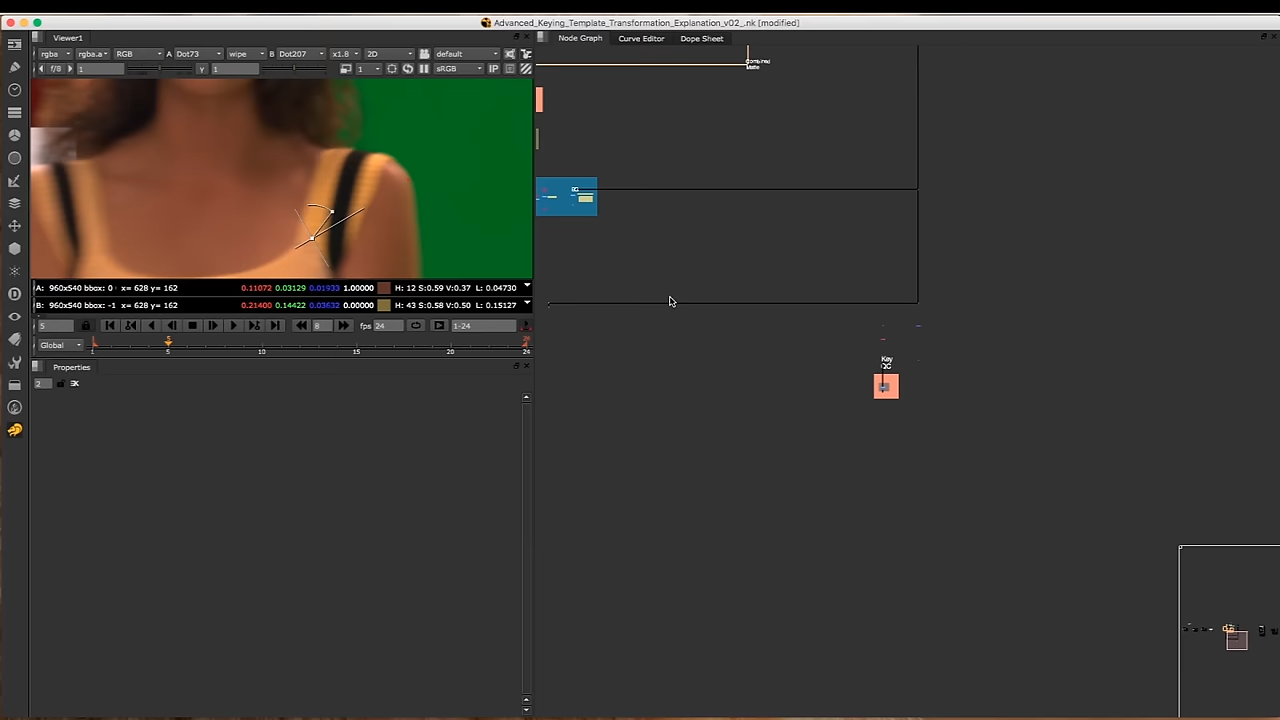 Advanced_Keying_Template_Transformation_Explanation_v02_.nk [modified]
Viewer1
Node Graph
Curve Editor
Dope Sheet
rgba
rgba.a
RGB
A Dot73
wipe
B Dot207
x1.8
2D
default
f/8
1
Y 1
1
sRGB
IP
Combined
Matte
BG
A: 960x540 bbox: 0 x= 628 y= 162 0.11072 0.03129 0.01933 1.00000 H: 12 S:0.59 V:0.37 L: 0.04730
B: 960x540 bbox: -1 x= 628 y= 162 0.21400 0.14422 0.03632 0.00000 H: 43 S:0.58 V:0.50 L: 0.15127
5
8
fps 24
1-24
Global
1
5
10
15
20
24
Properties
2
Key
QC